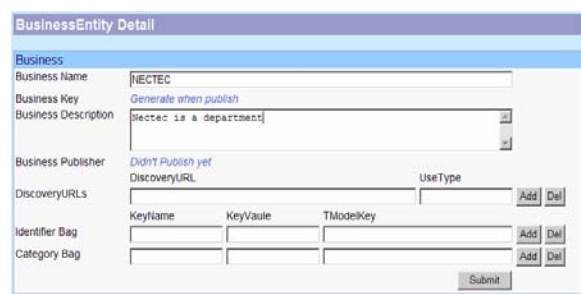 BusinessEntity Detail
Business
Business Name NECTEC
Business Key Generate when publish
Business Description Nectec is a department
Business Publisher Didn't Publish yet
DiscoveryURL UseType
DiscoveryURLs Add Del
KeyName KeyVaule TModelKey
Identifier Bag Add Del
Category Bag Add Del
Submit